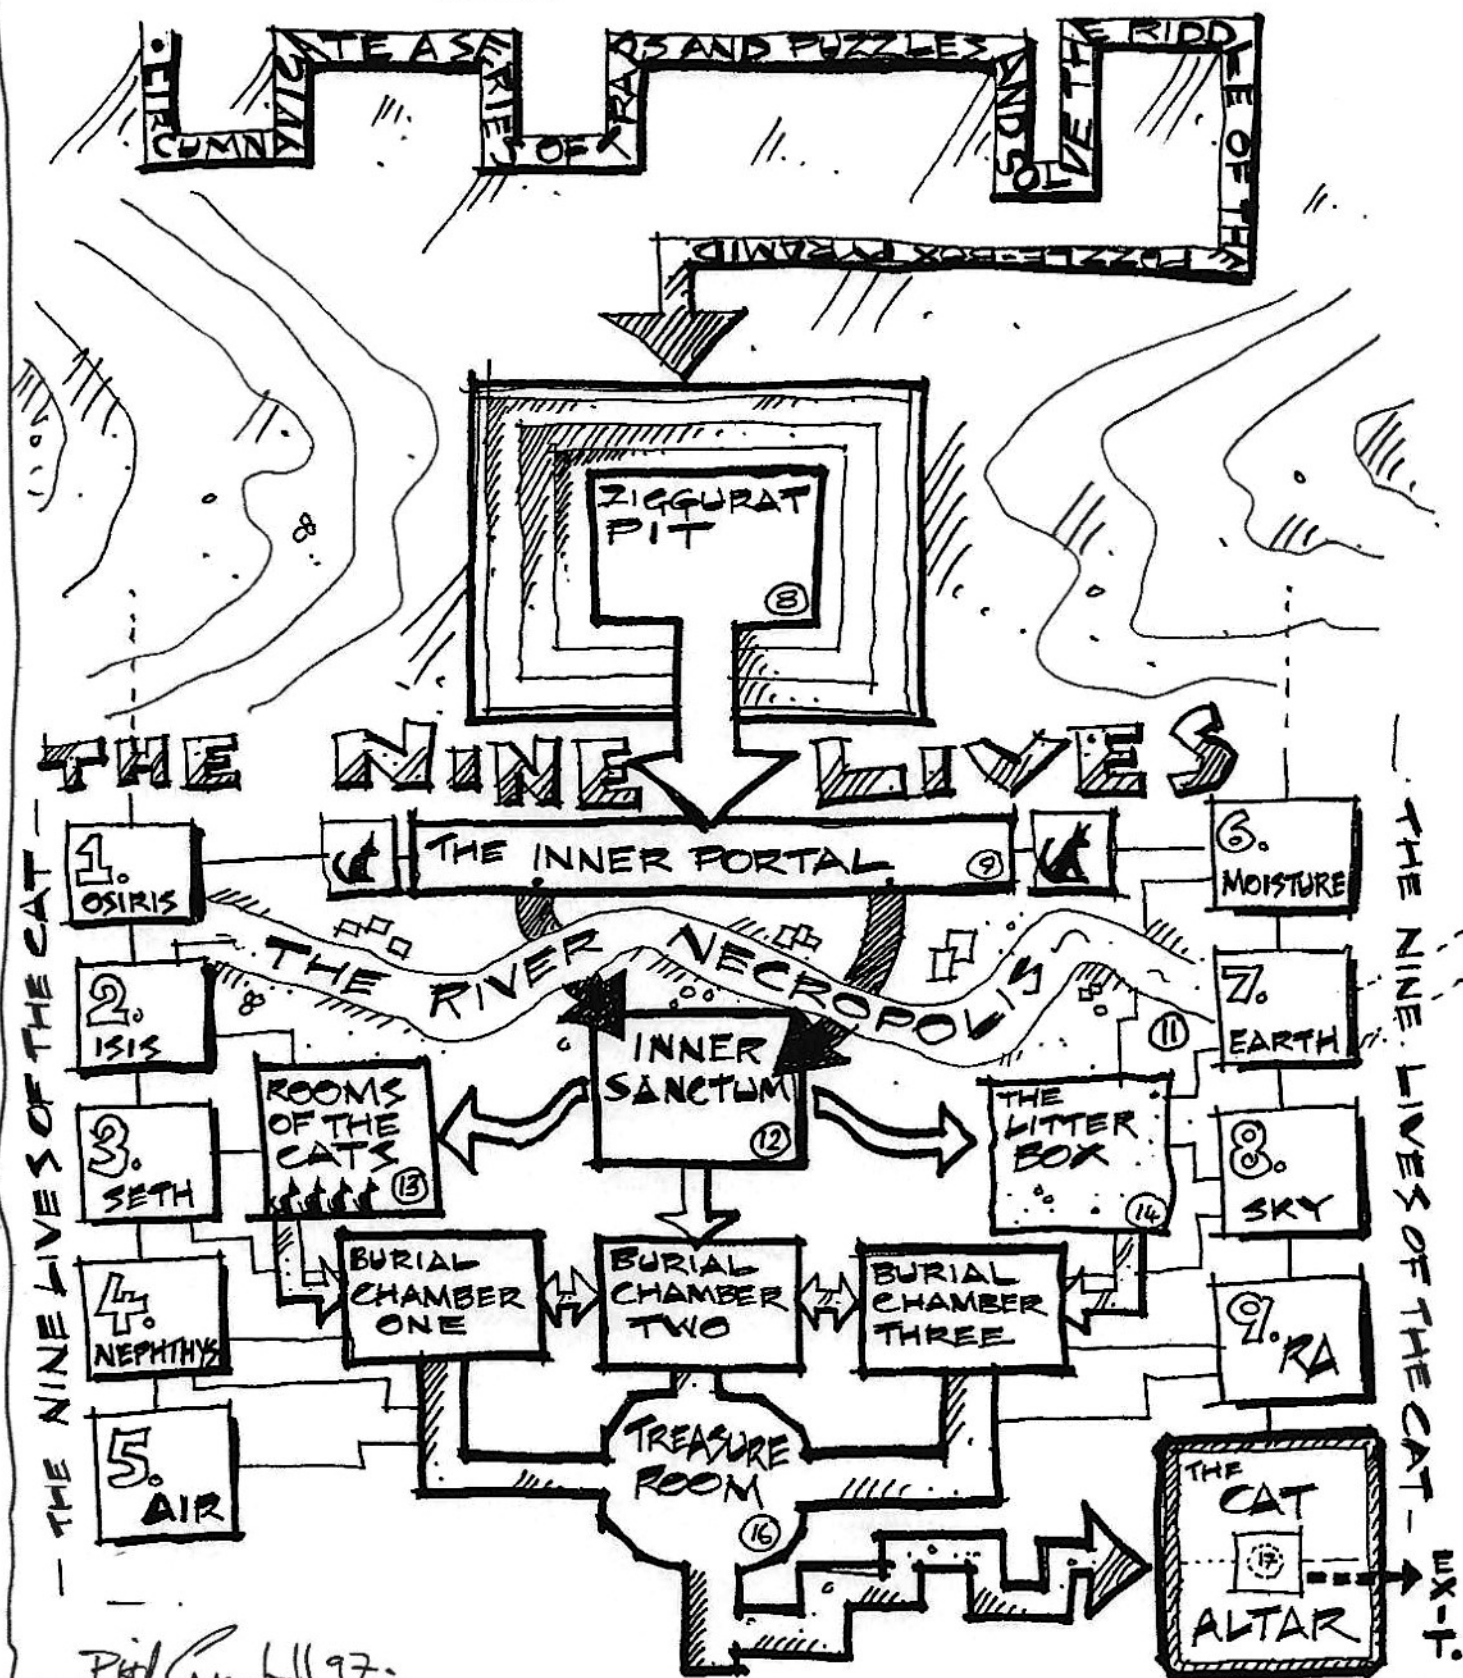 • CIRCUMNAVIGATE A SERIES OF TRAPS AND PUZZLES AND SOLVE THE RIDDLE OF THE PUZZLE-BOX PYRAMID
ZIGGURAT
PIT
8
THE NINE LIVES
1.
OSIRIS
THE INNER PORTAL
9
6.
MOISTURE
THE RIVER NECROPOLIS
2.
ISIS
7.
EARTH
11
INNER
SANCTUM
12
ROOMS
OF THE
CATS
13
THE
LITTER
BOX
14
3.
SETH
8.
SKY
BURIAL
CHAMBER
ONE
BURIAL
CHAMBER
TWO
BURIAL
CHAMBER
THREE
4.
NEPHTHYS
9.
RA
5.
AIR
TREASURE
ROOM
16
THE
CAT
17
ALTAR
EX-IT.
— THE NINE LIVES OF THE CAT —
— THE NINE LIVES OF THE CAT —
97.